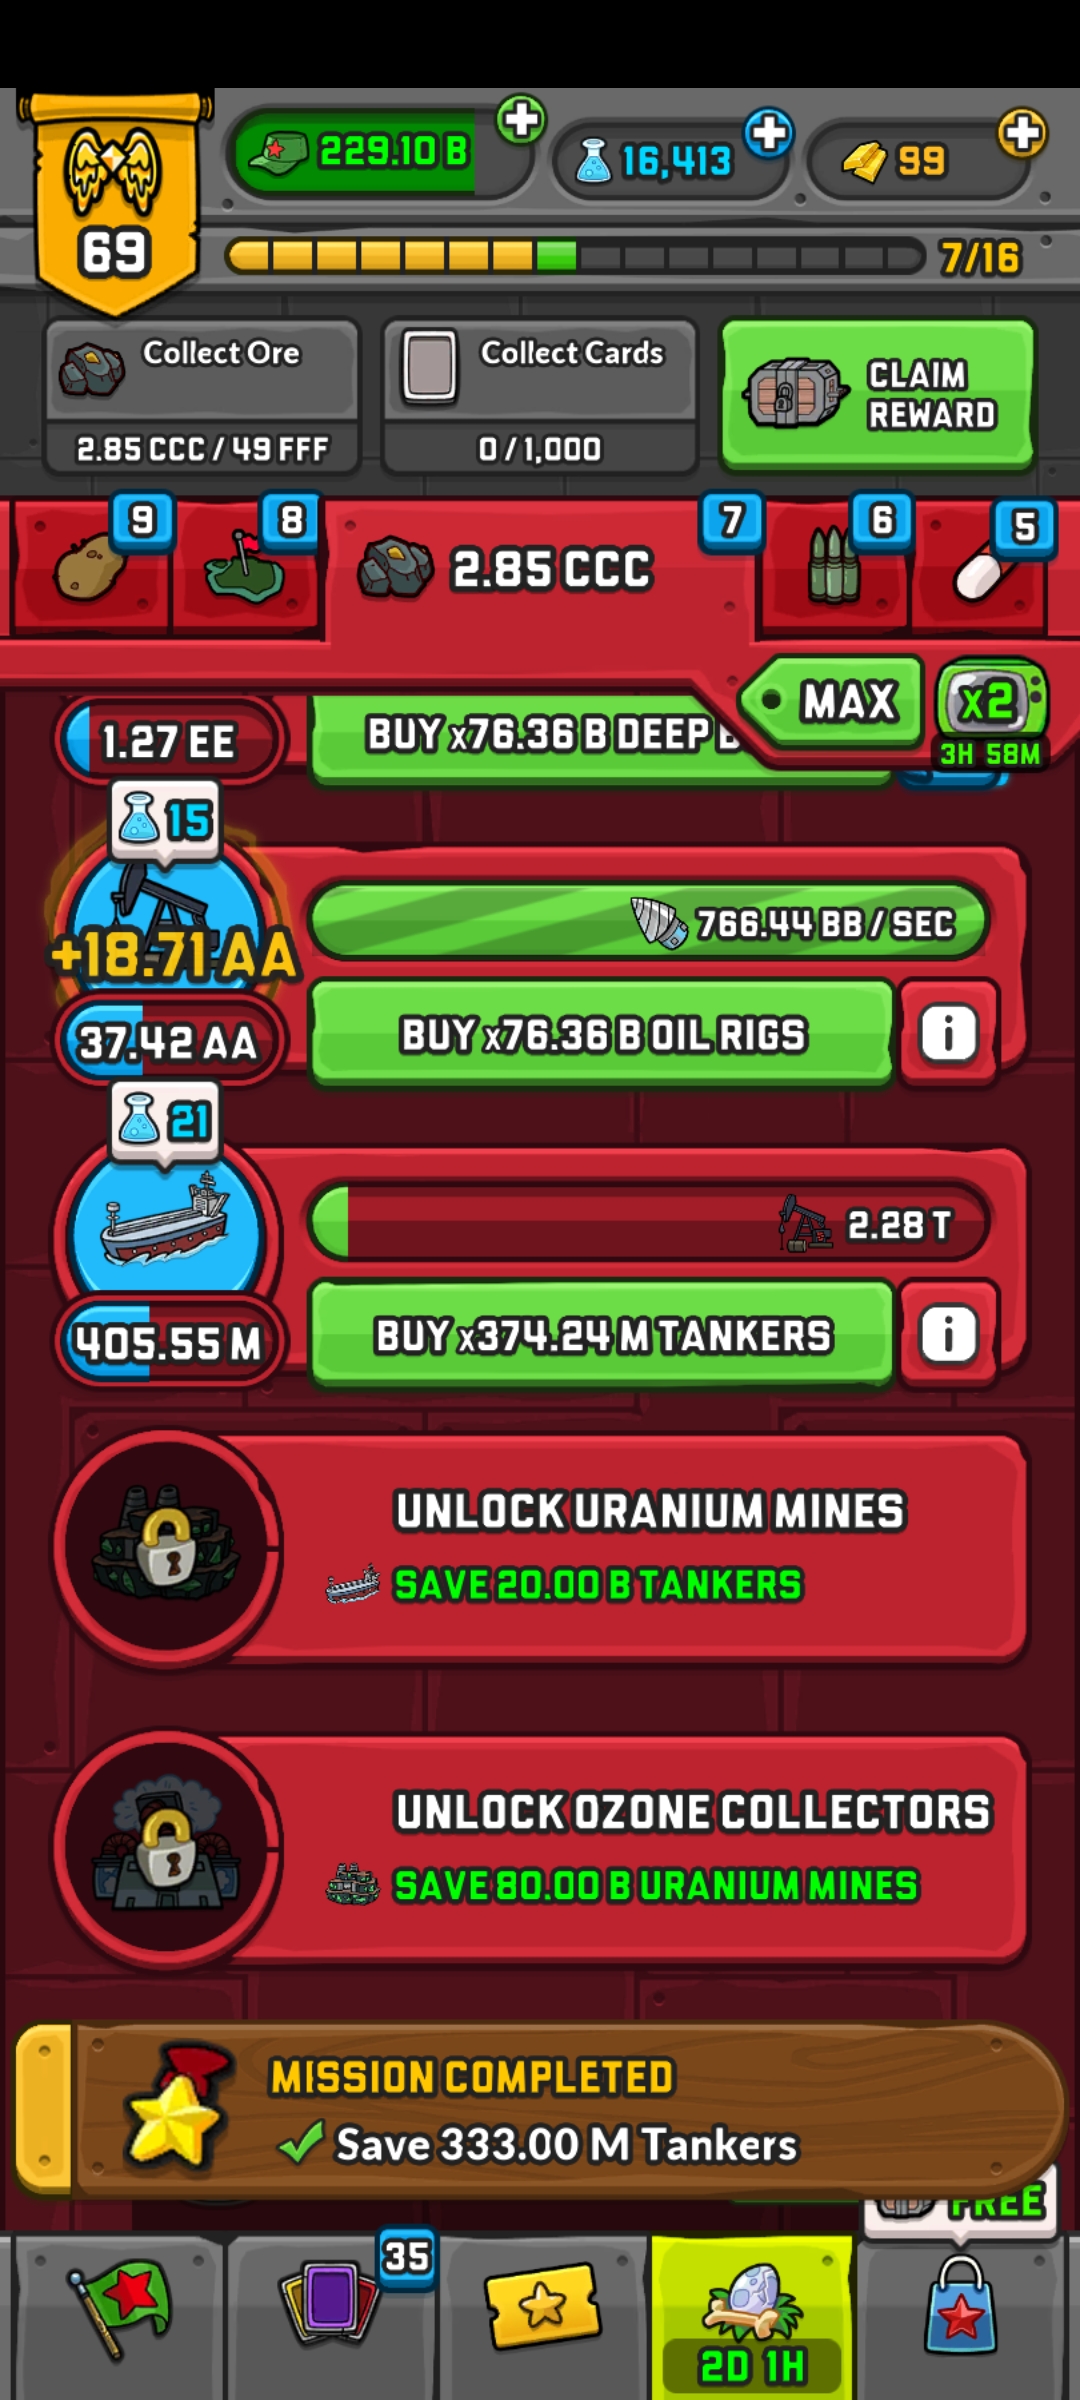 229.10 B
16,413
99
69
7/16
Collect Ore
2.85 CCC / 49 FFF
Collect Cards
0 / 1,000
CLAIM
REWARD
9
8
2.85 CCC
7
6
5
MAX
x2
3H 58M
1.27 EE
BUY x76.36 B DEEP
15
+18.71 AA
766.44 BB / SEC
37.42 AA
BUY x76.36 B OIL RIGS
i
21
2.28 T
405.55 M
BUY x374.24 M TANKERS
i
UNLOCK URANIUM MINES
SAVE 20.00 B TANKERS
UNLOCK OZONE COLLECTORS
SAVE 80.00 B URANIUM MINES
MISSION COMPLETED
Save 333.00 M Tankers
FREE
35
2D 1H